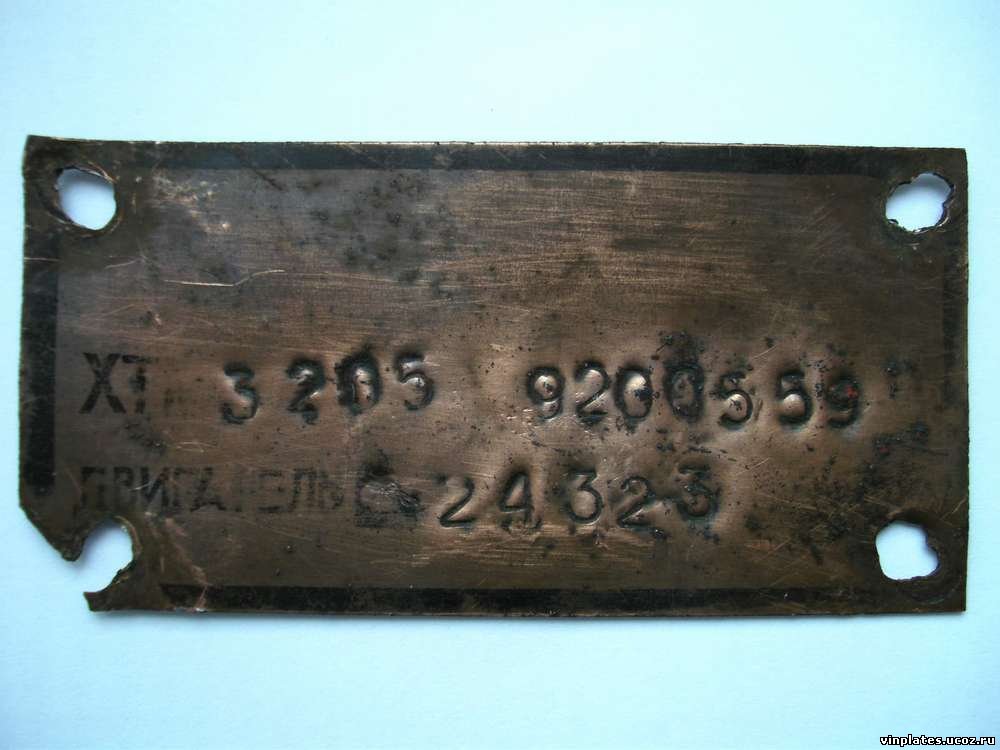 ХТ 3205 9200559
ДВИГАТЕЛЬ 24323
vinplates.ucoz.ru